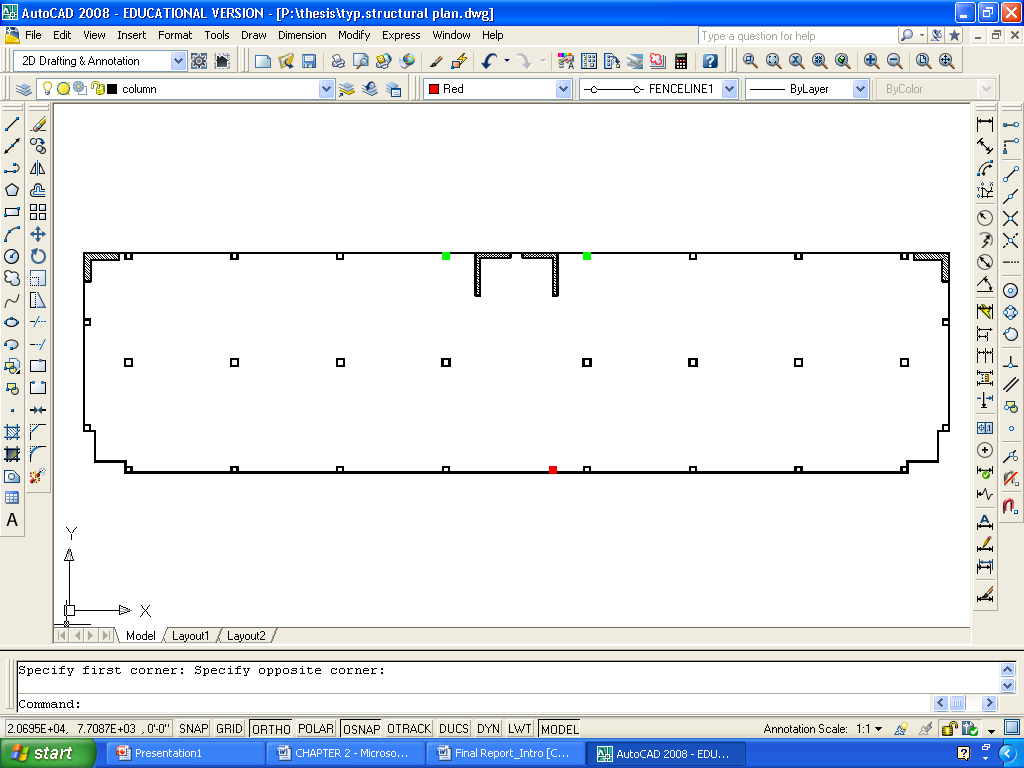 AutoCAD 2008 - EDUCATIONAL VERSION - [P:\thesis\typ.structural plan.dwg]
File Edit View Insert Format Tools Draw Dimension Modify Express Window Help Type a question for help
2D Drafting & Annotation
column Red FENCELINE1 ByLayer ByColor
A
Y
X
Model Layout1 Layout2
Specify first corner: Specify opposite corner:
Command:
2.0695E+04, 7.7087E+03 , 0'-0" SNAP GRID ORTHO POLAR OSNAP OTRACK DUCS DYN LWT MODEL Annotation Scale: 1:1
start Presentation1 CHAPTER 2 - Microso... Final Report_Intro [C... AutoCAD 2008 - EDU...